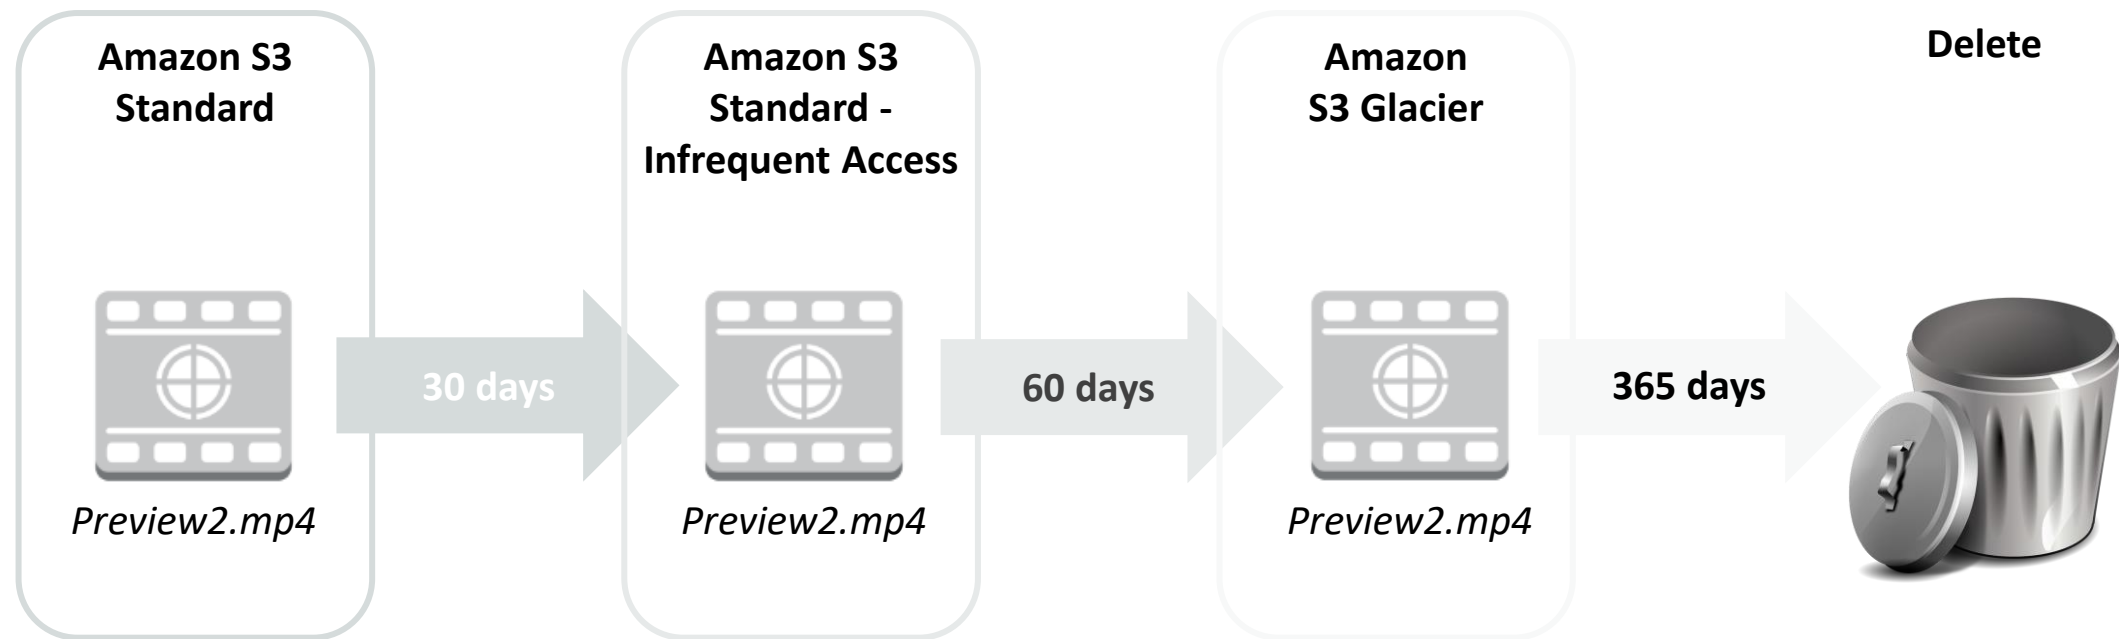 Amazon S3
Standard
Amazon S3
Standard -
Infrequent Access
Amazon
S3 Glacier
Delete
30 days
60 days
365 days
Preview2.mp4
Preview2.mp4
Preview2.mp4